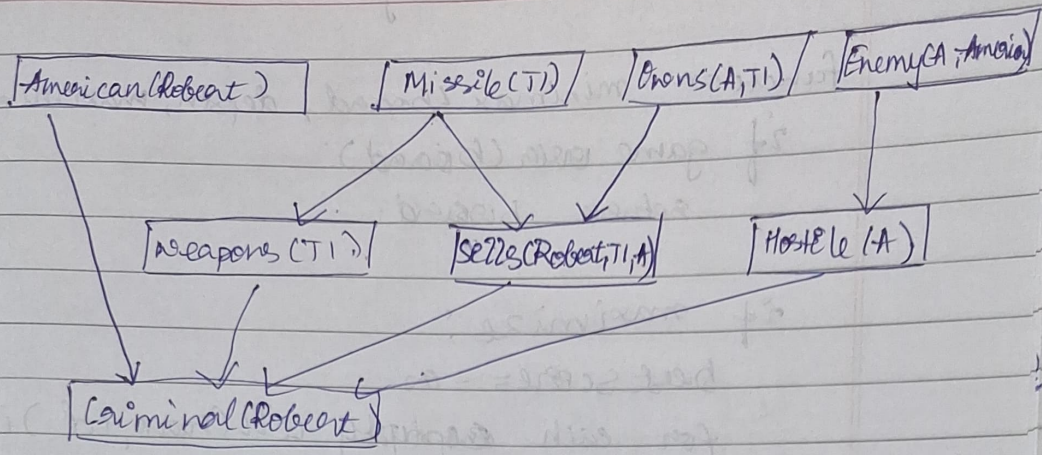 American(Robert) Missile(T1) Owns(A,T1) Enemy(A,America)
Weapons(T1) Sells(Robert,T1,A) Hostile(A)
Criminal(Robert)